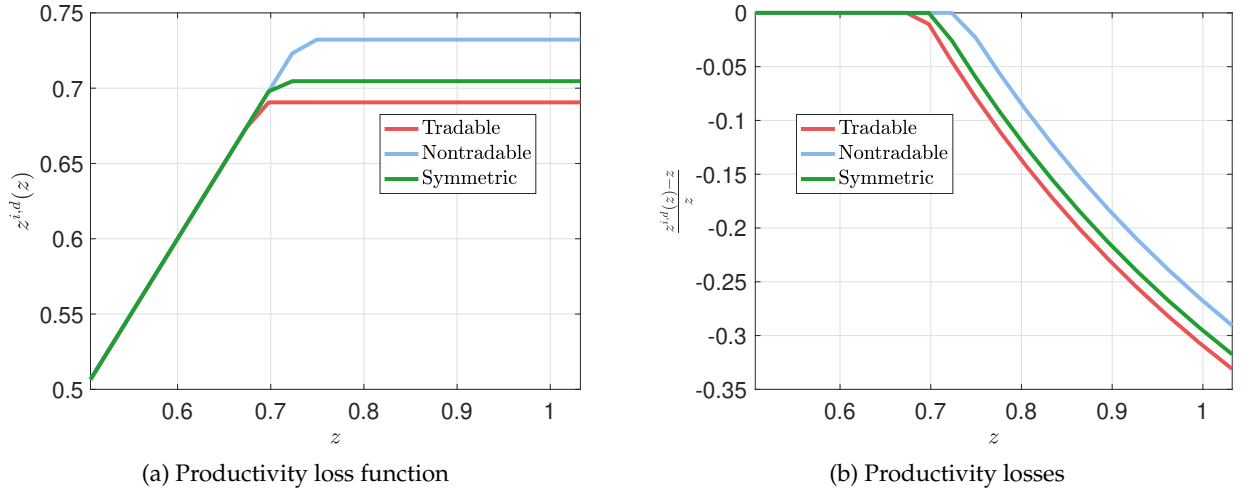 0.75
0.7
0.65
0.6
0.55
0.5
z^{i,d}(z)
0.6 0.7 0.8 0.9 1
z
Tradable
Nontradable
Symmetric
(a) Productivity loss function
0
-0.05
-0.1
-0.15
-0.2
-0.25
-0.3
-0.35
\frac{z^{i,d}(z)-z}{z}
0.6 0.7 0.8 0.9 1
z
Tradable
Nontradable
Symmetric
(b) Productivity losses